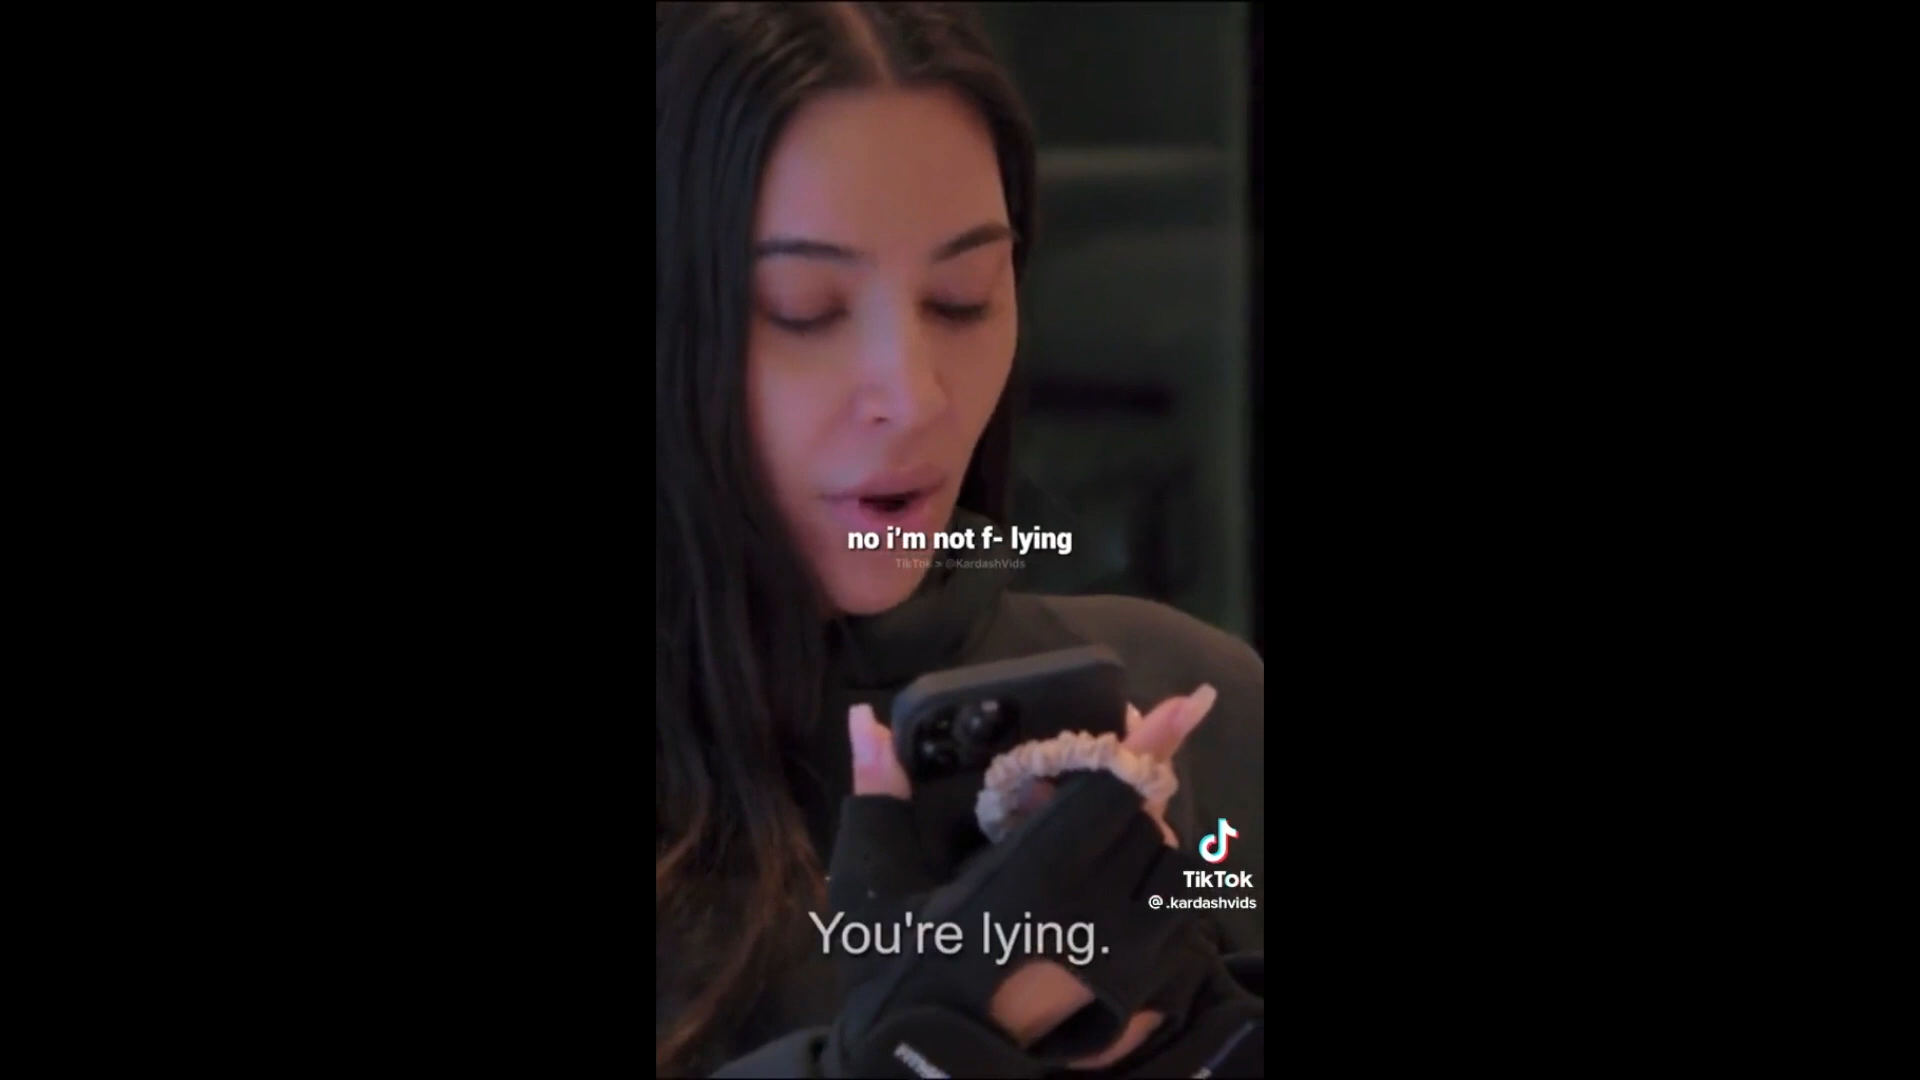 no i'm not f- lying
TikTok > @KardashVids
TikTok
@.kardashvids
You're lying.